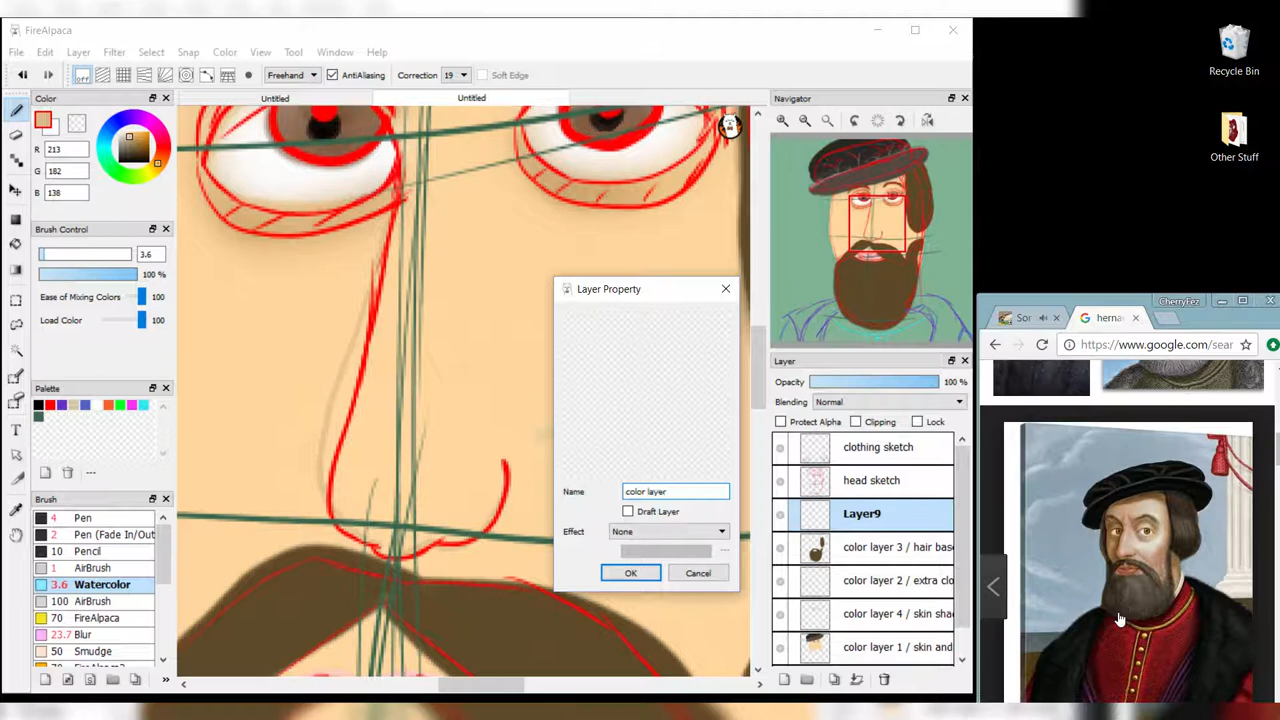 FireAlpaca
File Edit Layer Filter Select Snap Color View Tool Window Help
off Freehand AntiAliasing Correction 19 Soft Edge
Color
R 213
G 182
B 138
Brush Control
3.6
100 %
Ease of Mixing Colors 100
Load Color 100
Palette
Brush
4 Pen
2 Pen (Fade In/Out
10 Pencil
1 AirBrush
3.6 Watercolor
100 AirBrush
70 FireAlpaca
23.7 Blur
50 Smudge
Untitled Untitled
Layer Property
Name color layer
Draft Layer
Effect None
OK Cancel
Navigator
Layer
Opacity 100 %
Blending Normal
Protect Alpha Clipping Lock
clothing sketch
head sketch
Layer9
color layer 3 / hair bas
color layer 2 / extra clo
color layer 4 / skin sha
color layer 1 / skin and
Recycle Bin
Other Stuff
CherryFez
Sor herna
https://www.google.com/sear